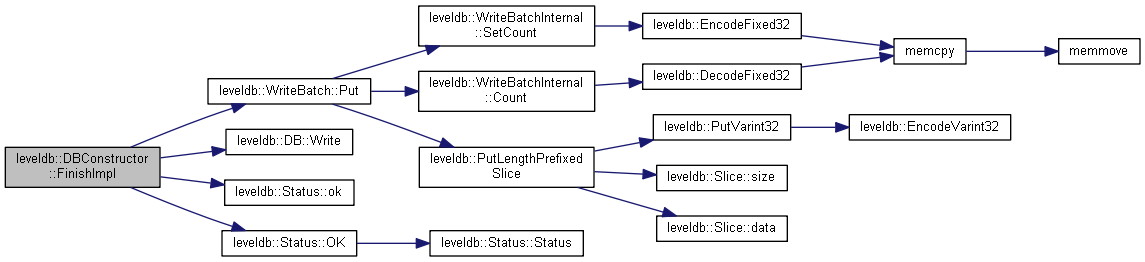 leveldb::WriteBatchInternal
::SetCount
leveldb::EncodeFixed32
memcpy
memmove
leveldb::WriteBatch::Put
leveldb::WriteBatchInternal
::Count
leveldb::DecodeFixed32
leveldb::DB::Write
leveldb::PutVarint32
leveldb::EncodeVarint32
leveldb::DBConstructor
::FinishImpl
leveldb::PutLengthPrefixed
Slice
leveldb::Slice::size
leveldb::Status::ok
leveldb::Slice::data
leveldb::Status::OK
leveldb::Status::Status